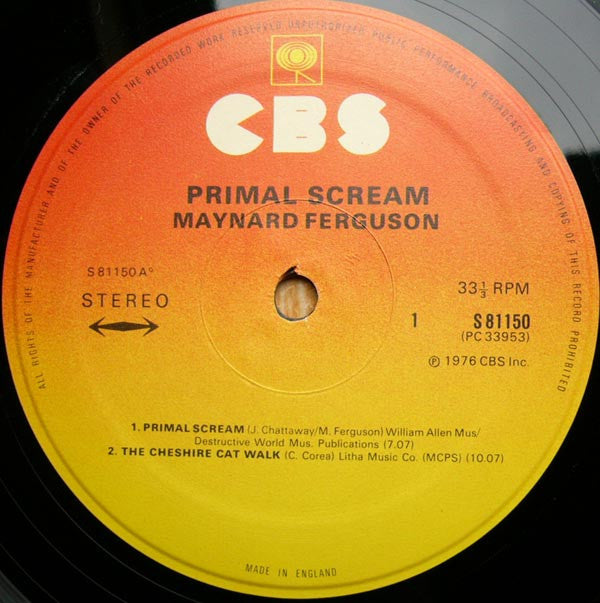 ALL RIGHTS OF THE MANUFACTURER AND OF THE OWNER OF THE RECORDED WORK RESERVED UNAUTHORIZED PUBLIC PERFORMANCE BROADCASTING AND COPYING OF THIS RECORD PROHIBITED
CBS
PRIMAL SCREAM
MAYNARD FERGUSON
S 81150 A°
STEREO
33⅓ RPM
1 S 81150
(PC 33953)
℗ 1976 CBS Inc.
1. PRIMAL SCREAM (J. Chattaway/M. Ferguson) William Allen Mus/
Destructive World Mus. Publications (7.07)
2. THE CHESHIRE CAT WALK (C. Corea) Litha Music Co. (MCPS) (10.07)
MADE IN ENGLAND